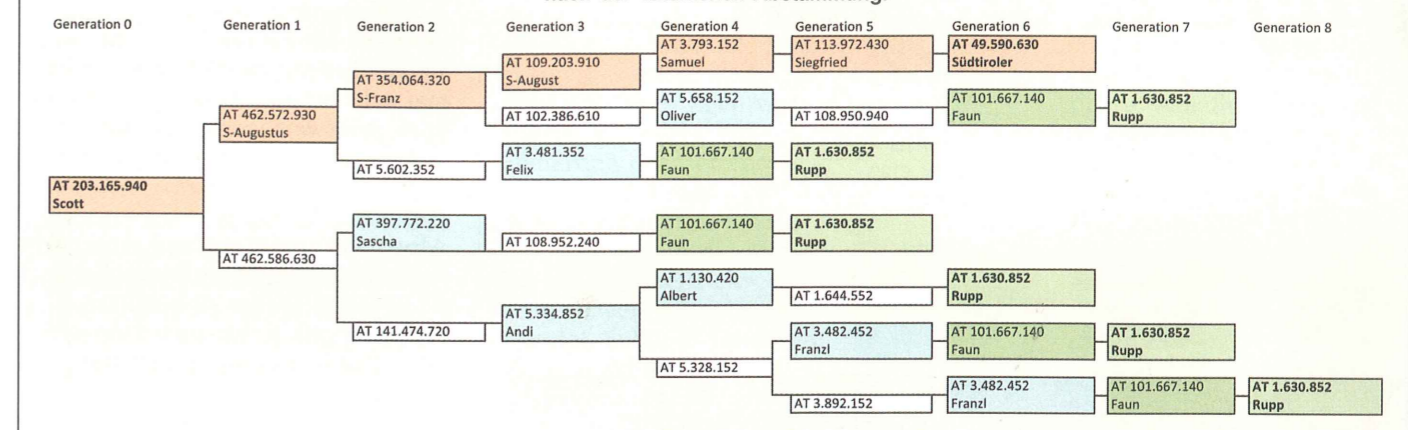 Generation 0
Generation 1
Generation 2
Generation 3
Generation 4
Generation 5
Generation 6
Generation 7
Generation 8
AT 203.165.940
Scott
AT 462.572.930
S-Augustus
AT 462.586.630
AT 354.064.320
S-Franz
AT 5.602.352
AT 397.772.220
Sascha
AT 141.474.720
AT 109.203.910
S-August
AT 102.386.610
AT 3.481.352
Felix
AT 108.952.240
AT 5.334.852
Andi
AT 3.793.152
Samuel
AT 5.658.152
Oliver
AT 101.667.140
Faun
AT 101.667.140
Faun
AT 1.130.420
Albert
AT 5.328.152
AT 113.972.430
Siegfried
AT 108.950.940
AT 1.630.852
Rupp
AT 1.630.852
Rupp
AT 1.644.552
AT 3.482.452
Franzl
AT 3.892.152
AT 49.590.630
Südtiroler
AT 101.667.140
Faun
AT 1.630.852
Rupp
AT 101.667.140
Faun
AT 3.482.452
Franzl
AT 1.630.852
Rupp
AT 1.630.852
Rupp
AT 101.667.140
Faun
AT 1.630.852
Rupp